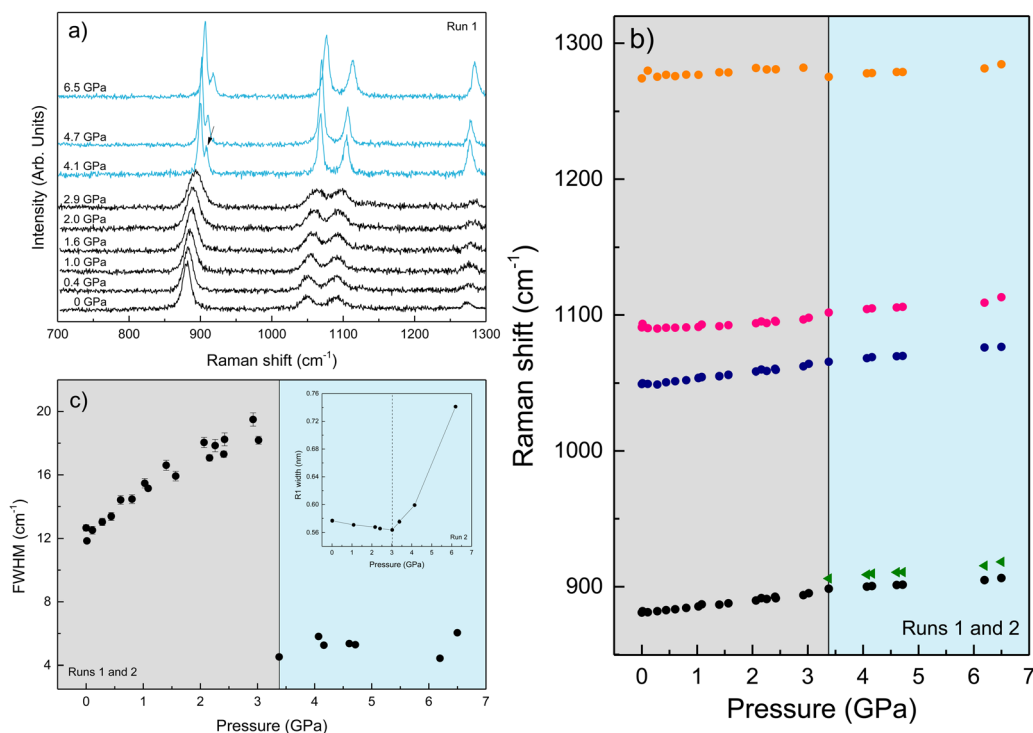 a)
Run 1
6.5 GPa
4.7 GPa
4.1 GPa
2.9 GPa
2.0 GPa
1.6 GPa
1.0 GPa
0.4 GPa
0 GPa
Intensity (Arb. Units)
700 800 900 1000 1100 1200 1300
Raman shift (cm⁻¹)
b)
1300
1200
1100
1000
900
Raman shift (cm⁻¹)
Runs 1 and 2
0 1 2 3 4 5 6 7
Pressure (GPa)
c)
20
16
12
8
4
FWHM (cm⁻¹)
0.76
0.72
0.68
0.64
0.60
0.56
R1 width (nm)
Run 2
0 1 2 3 4 5 6 7
Pressure (GPa)
Runs 1 and 2
0 1 2 3 4 5 6 7
Pressure (GPa)